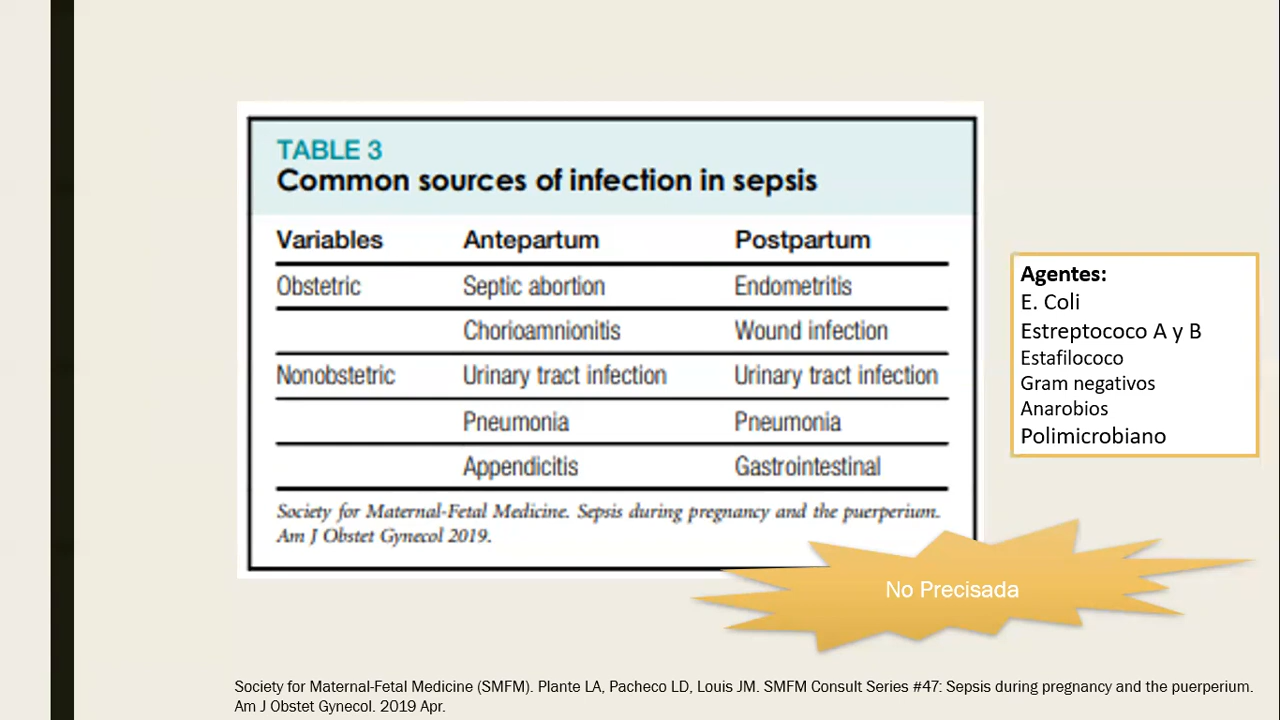 TABLE 3
Common sources of infection in sepsis
Variables Antepartum Postpartum
Obstetric Septic abortion Endometritis
Chorioamnionitis Wound infection
Nonobstetric Urinary tract infection Urinary tract infection
Pneumonia Pneumonia
Appendicitis Gastrointestinal
Society for Maternal-Fetal Medicine. Sepsis during pregnancy and the puerperium.
Am J Obstet Gynecol 2019.
Agentes:
E. Coli
Estreptococo A y B
Estafilococo
Gram negativos
Anarobios
Polimicrobiano
No Precisada
Society for Maternal-Fetal Medicine (SMFM). Plante LA, Pacheco LD, Louis JM. SMFM Consult Series #47: Sepsis during pregnancy and the puerperium.
Am J Obstet Gynecol. 2019 Apr.